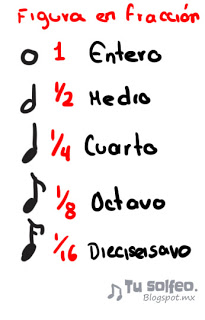 Figura en fracción
1 Entero
1/2 Medio
1/4 Cuarto
1/8 Octavo
1/16 Dieciseisavo
Tu solfeo.
Blogspot.mx